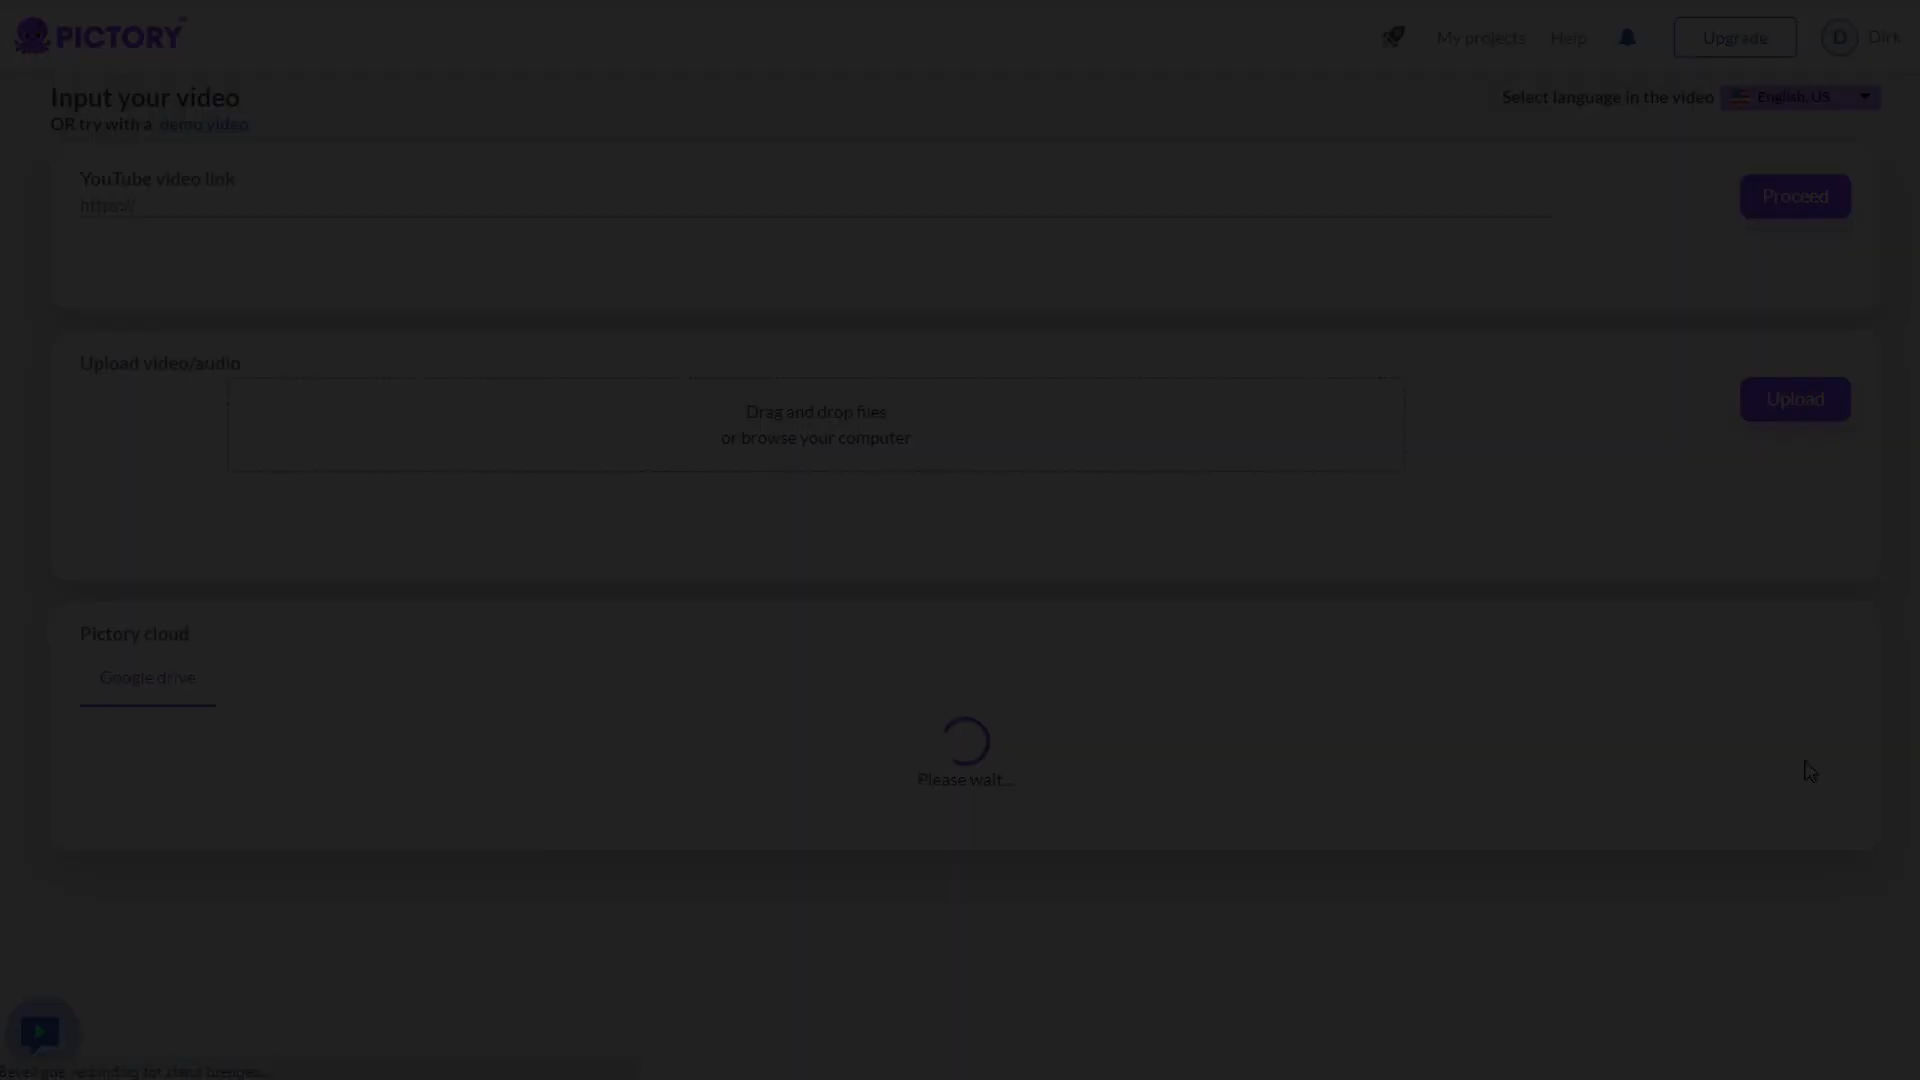 PICTORY
My projects
Help
Upgrade
D
Dirk
Input your video
OR try with a demo video
Select language in the video
English, US
YouTube video link
https://
Proceed
Upload video/audio
Drag and drop files
or browse your computer
Upload
Pictory cloud
Google drive
Please wait...